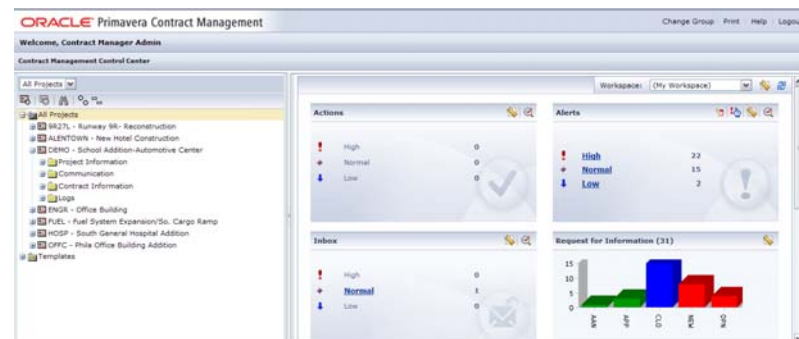 ORACLE Primavera Contract Management
Change Group Print Help Logou
Welcome, Contract Manager Admin
Contract Management Control Center
All Projects
Workspace: (My Workspace)
All Projects
9R27L - Runway 9R- Reconstruction
ALENTOWN - New Hotel Construction
DEMO - School Addition-Automotive Center
Project Information
Communication
Contract Information
Logs
ENGR - Office Building
FUEL - Fuel System Expansion/So. Cargo Ramp
HOSP - South General Hospital Addition
OFFC - Phila Office Building Addition
Templates
Actions
High 0
Normal 0
Low 0
Alerts
High 22
Normal 15
Low 2
Inbox
High 0
Normal 1
Low 0
Request for Information (31)
15
10
5
0
AAN APP CLO NEW OPN